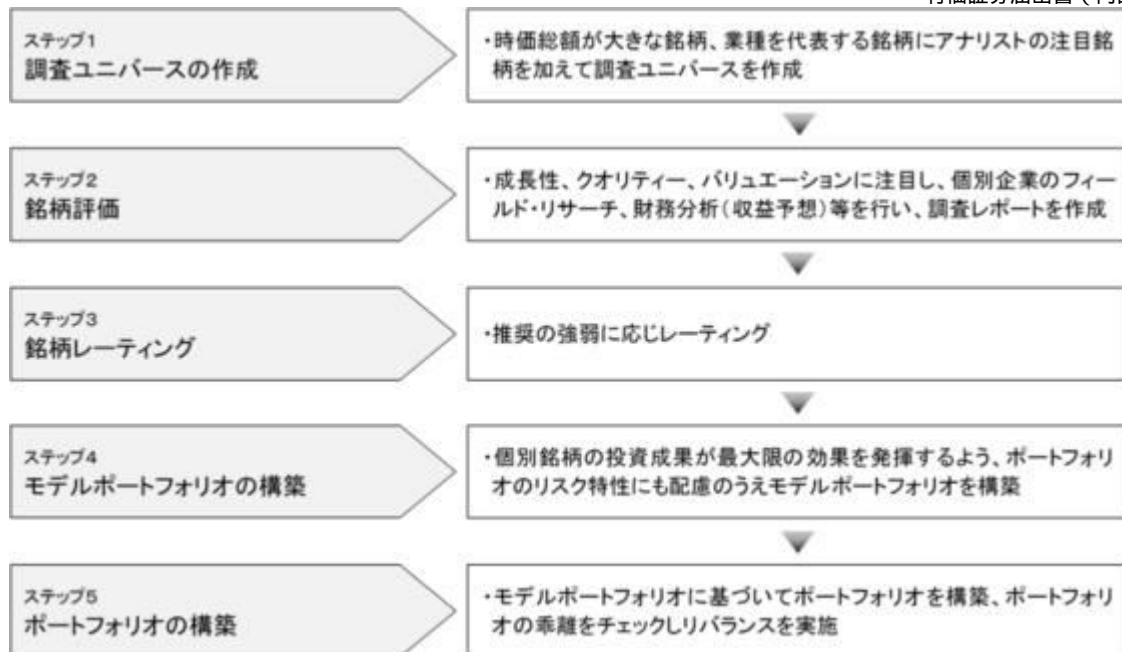 ステップ1
調査ユニバースの作成
・時価総額が大きな銘柄、業種を代表する銘柄にアナリストの注目銘
柄を加えて調査ユニバースを作成
ステップ2
銘柄評価
・成長性、クオリティー、バリュエーションに注目し、個別企業のフィー
ルド・リサーチ、財務分析(収益予想)等を行い、調査レポートを作成
ステップ3
銘柄レーティング
・推奨の強弱に応じレーティング
ステップ4
モデルポートフォリオの構築
・個別銘柄の投資成果が最大限の効果を発揮するよう、ポートフォリ
オのリスク特性にも配慮のうえモデルポートフォリオを構築
ステップ5
ポートフォリオの構築
・モデルポートフォリオに基づいてポートフォリオを構築、ポートフォリ
オの乖離をチェックしリバランスを実施